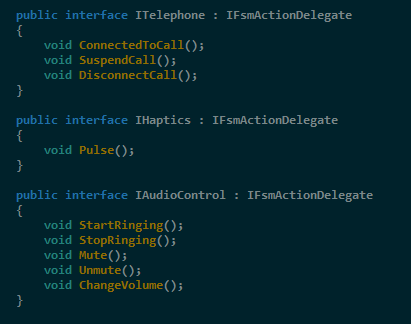 public interface ITelephone : IFsmActionDelegate
{
    void ConnectedToCall();
    void SuspendCall();
    void DisconnectCall();
}

public interface IHaptics : IFsmActionDelegate
{
    void Pulse();
}

public interface IAudioControl : IFsmActionDelegate
{
    void StartRinging();
    void StopRinging();
    void Mute();
    void Unmute();
    void ChangeVolume();
}